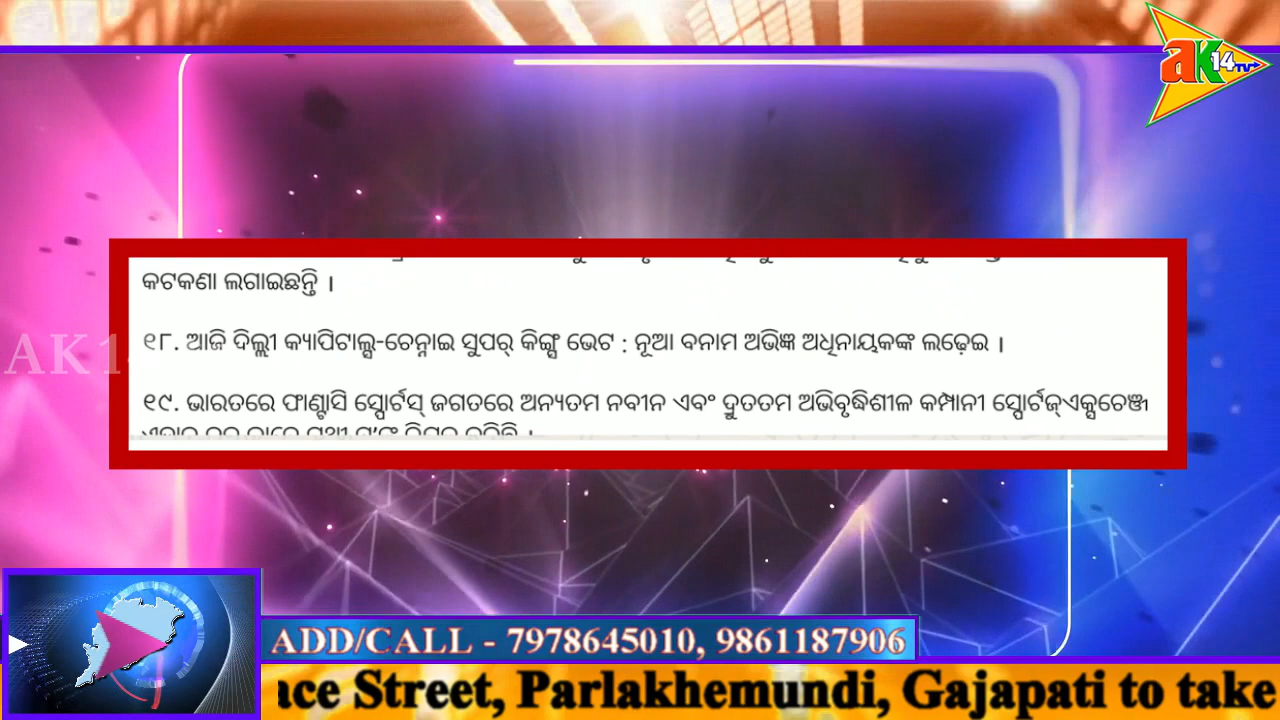 aK14TV
କଟକଣା ଲଗାଇଛନ୍ତି ।
AK1
୧୮. ଆଜି ଦିଲ୍ଲୀ କ୍ୟାପିଟାଲ୍ସ-ଚେନ୍ନାଇ ସୁପର୍ କିଙ୍ଗ୍ସ ଭେଟ : ନୂଆ ବନାମ ଅଭିଜ୍ଞ ଅଧିନାୟକଙ୍କ ଲଢ଼େଇ ।
୧୯. ଭାରତରେ ଫାଣ୍ଟାସି ସ୍ପୋର୍ଟସ୍ ଜଗତରେ ଅନ୍ୟତମ ନବୀନ ଏବଂ ଦ୍ରୁତତମ ଅଭିବୃଦ୍ଧିଶୀଳ କମ୍ପାନୀ ସ୍ପୋର୍ଟଜ୍ଏକ୍ସଚେଞ୍ଜ
ADD/CALL - 7978645010, 9861187906
ace Street, Parlakhemundi, Gajapati to take